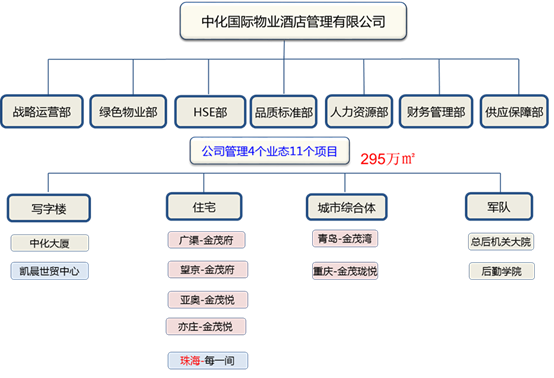 中化国际物业酒店管理有限公司
战略运营部 绿色物业部 HSE部 品质标准部 人力资源部 财务管理部 供应保障部
公司管理4个业态11个项目
295万㎡
写字楼 住宅 城市综合体 军队
中化大厦 广渠-金茂府 青岛-金茂湾 总后机关大院
凯晨世贸中心 望京-金茂府 重庆-金茂珑悦 后勤学院
亚奥-金茂悦
亦庄-金茂悦
珠海-每一间